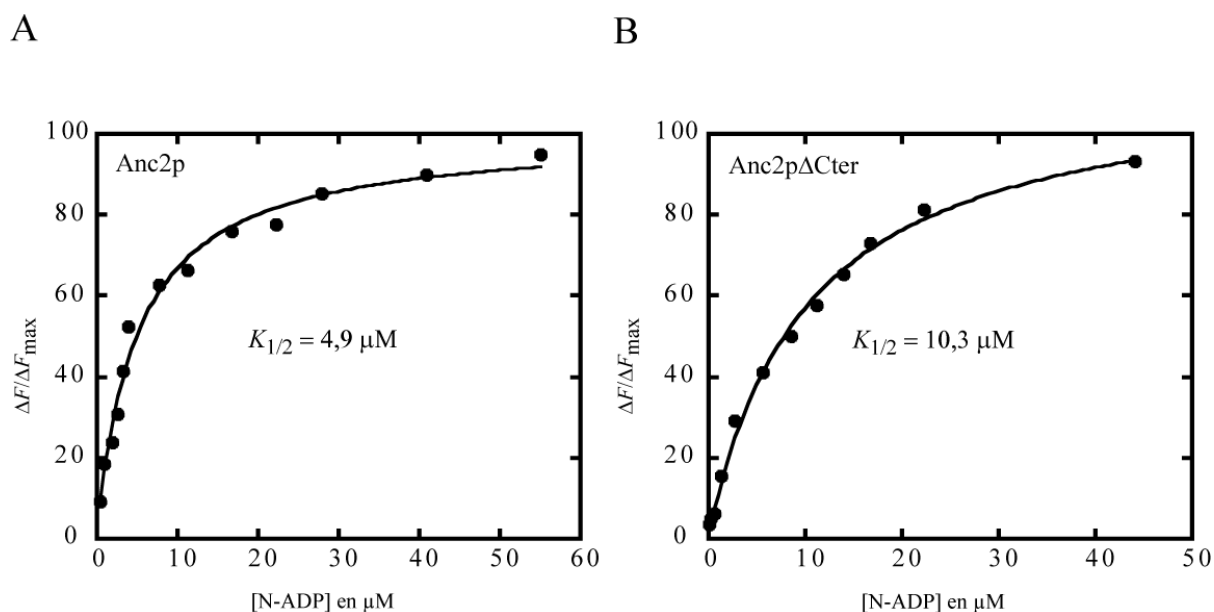 A
B
100
80
60
40
20
0
ΔF/ΔFmax
Anc2p
K1/2 = 4,9 µM
0 10 20 30 40 50 60
[N-ADP] en µM
100
80
60
40
20
0
ΔF/ΔFmax
Anc2pΔCter
K1/2 = 10,3 µM
0 10 20 30 40 50
[N-ADP] en µM